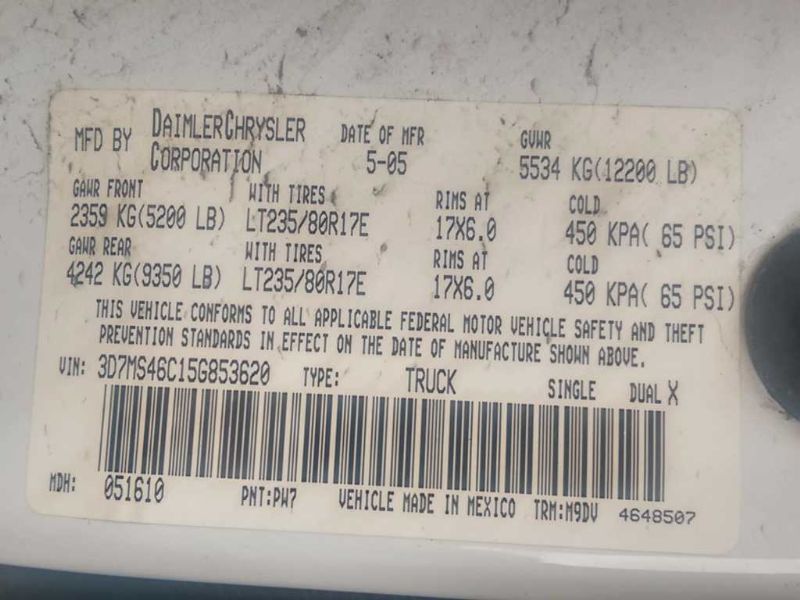 MFD BY DAIMLERCHRYSLER CORPORATION DATE OF MFR 5-05 GVWR 5534 KG(12200 LB)
GAWR FRONT WITH TIRES RIMS AT COLD
2359 KG(5200 LB) LT235/80R17E 17X6.0 450 KPA( 65 PSI)
GAWR REAR WITH TIRES RIMS AT COLD
4242 KG(9350 LB) LT235/80R17E 17X6.0 450 KPA( 65 PSI)
THIS VEHICLE CONFORMS TO ALL APPLICABLE FEDERAL MOTOR VEHICLE SAFETY AND THEFT
PREVENTION STANDARDS IN EFFECT ON THE DATE OF MANUFACTURE SHOWN ABOVE.
VIN: 3D7MS46C15G853620 TYPE: TRUCK SINGLE DUAL X
MDH: 051610 PNT:PW7 VEHICLE MADE IN MEXICO TRM:M9DV 4648507